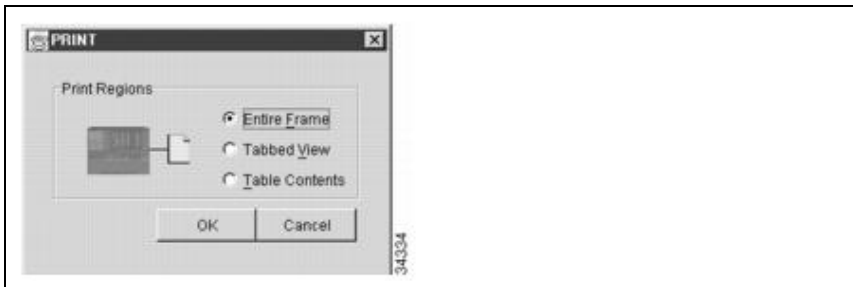 PRINT
Print Regions
Entire Frame
Tabbed View
Table Contents
OK Cancel
34334